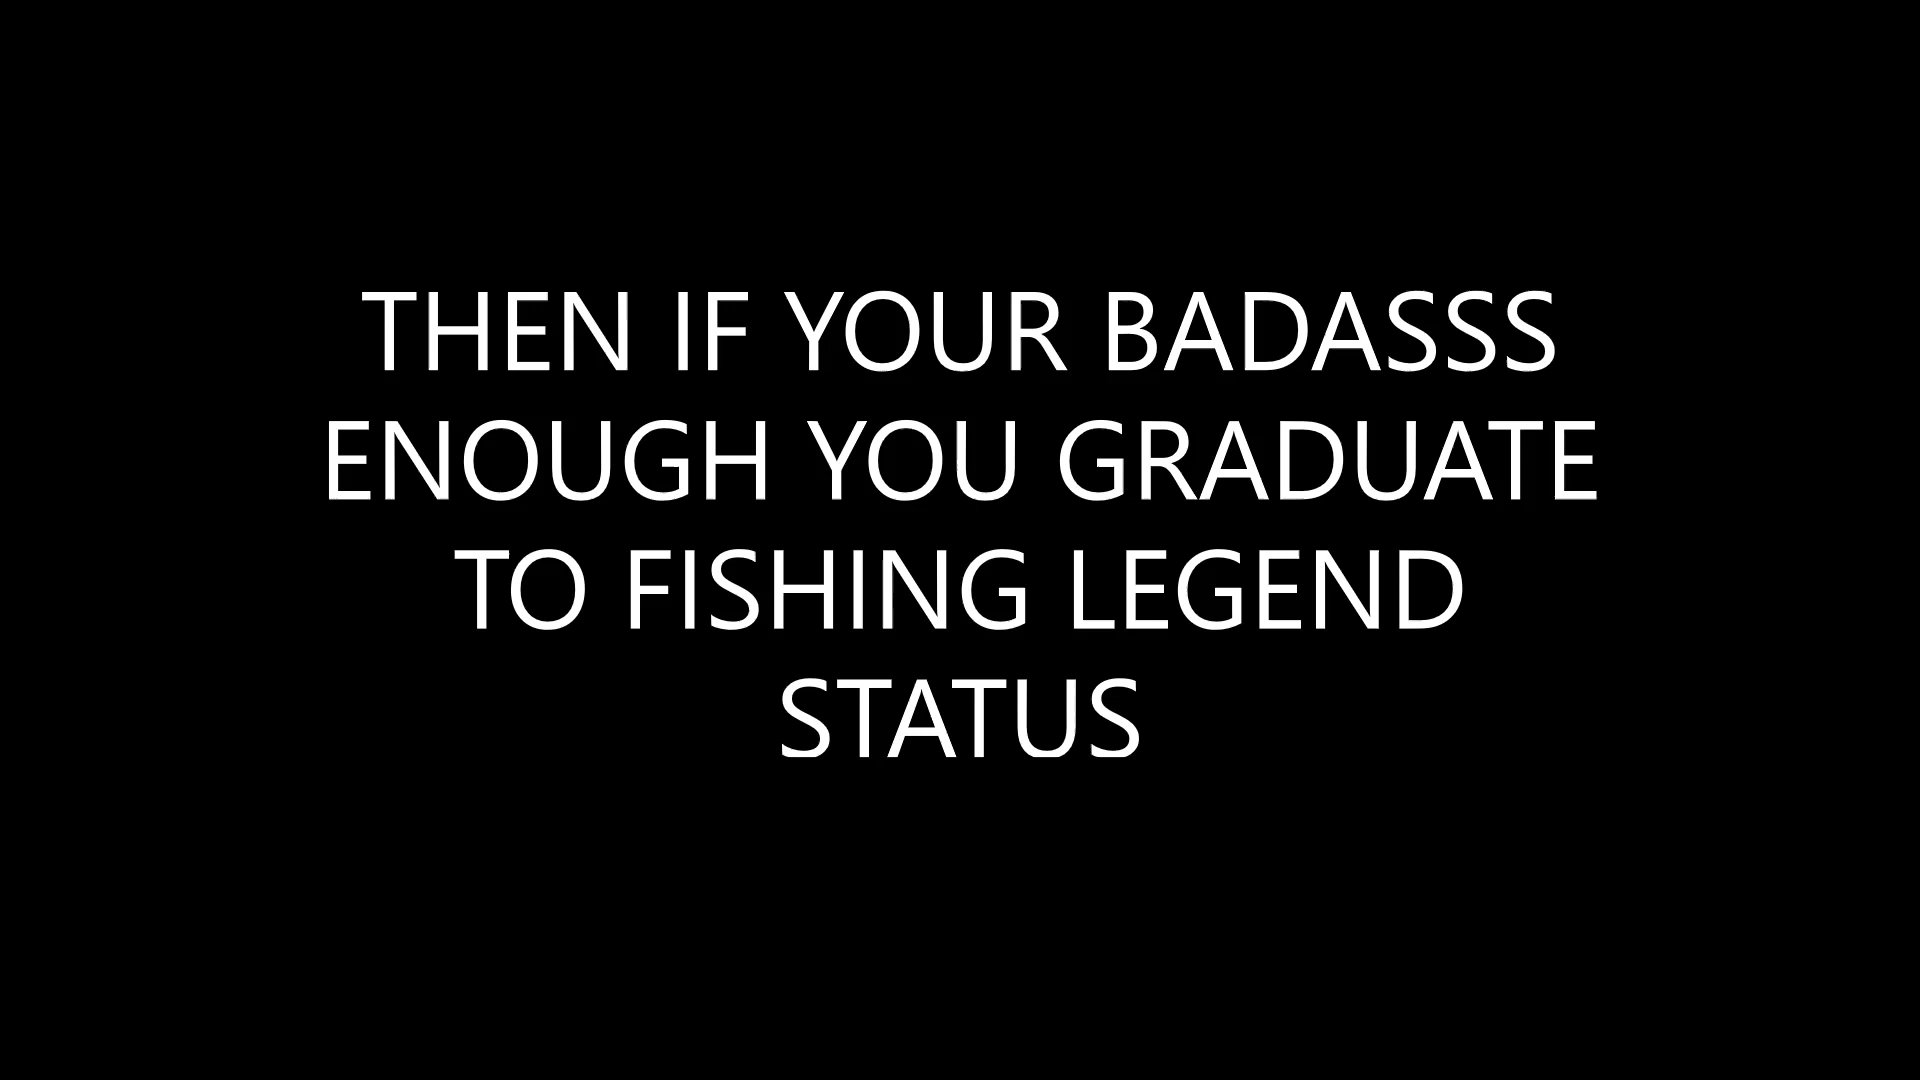 THEN IF YOUR BADASSS
ENOUGH YOU GRADUATE
TO FISHING LEGEND
STATUS